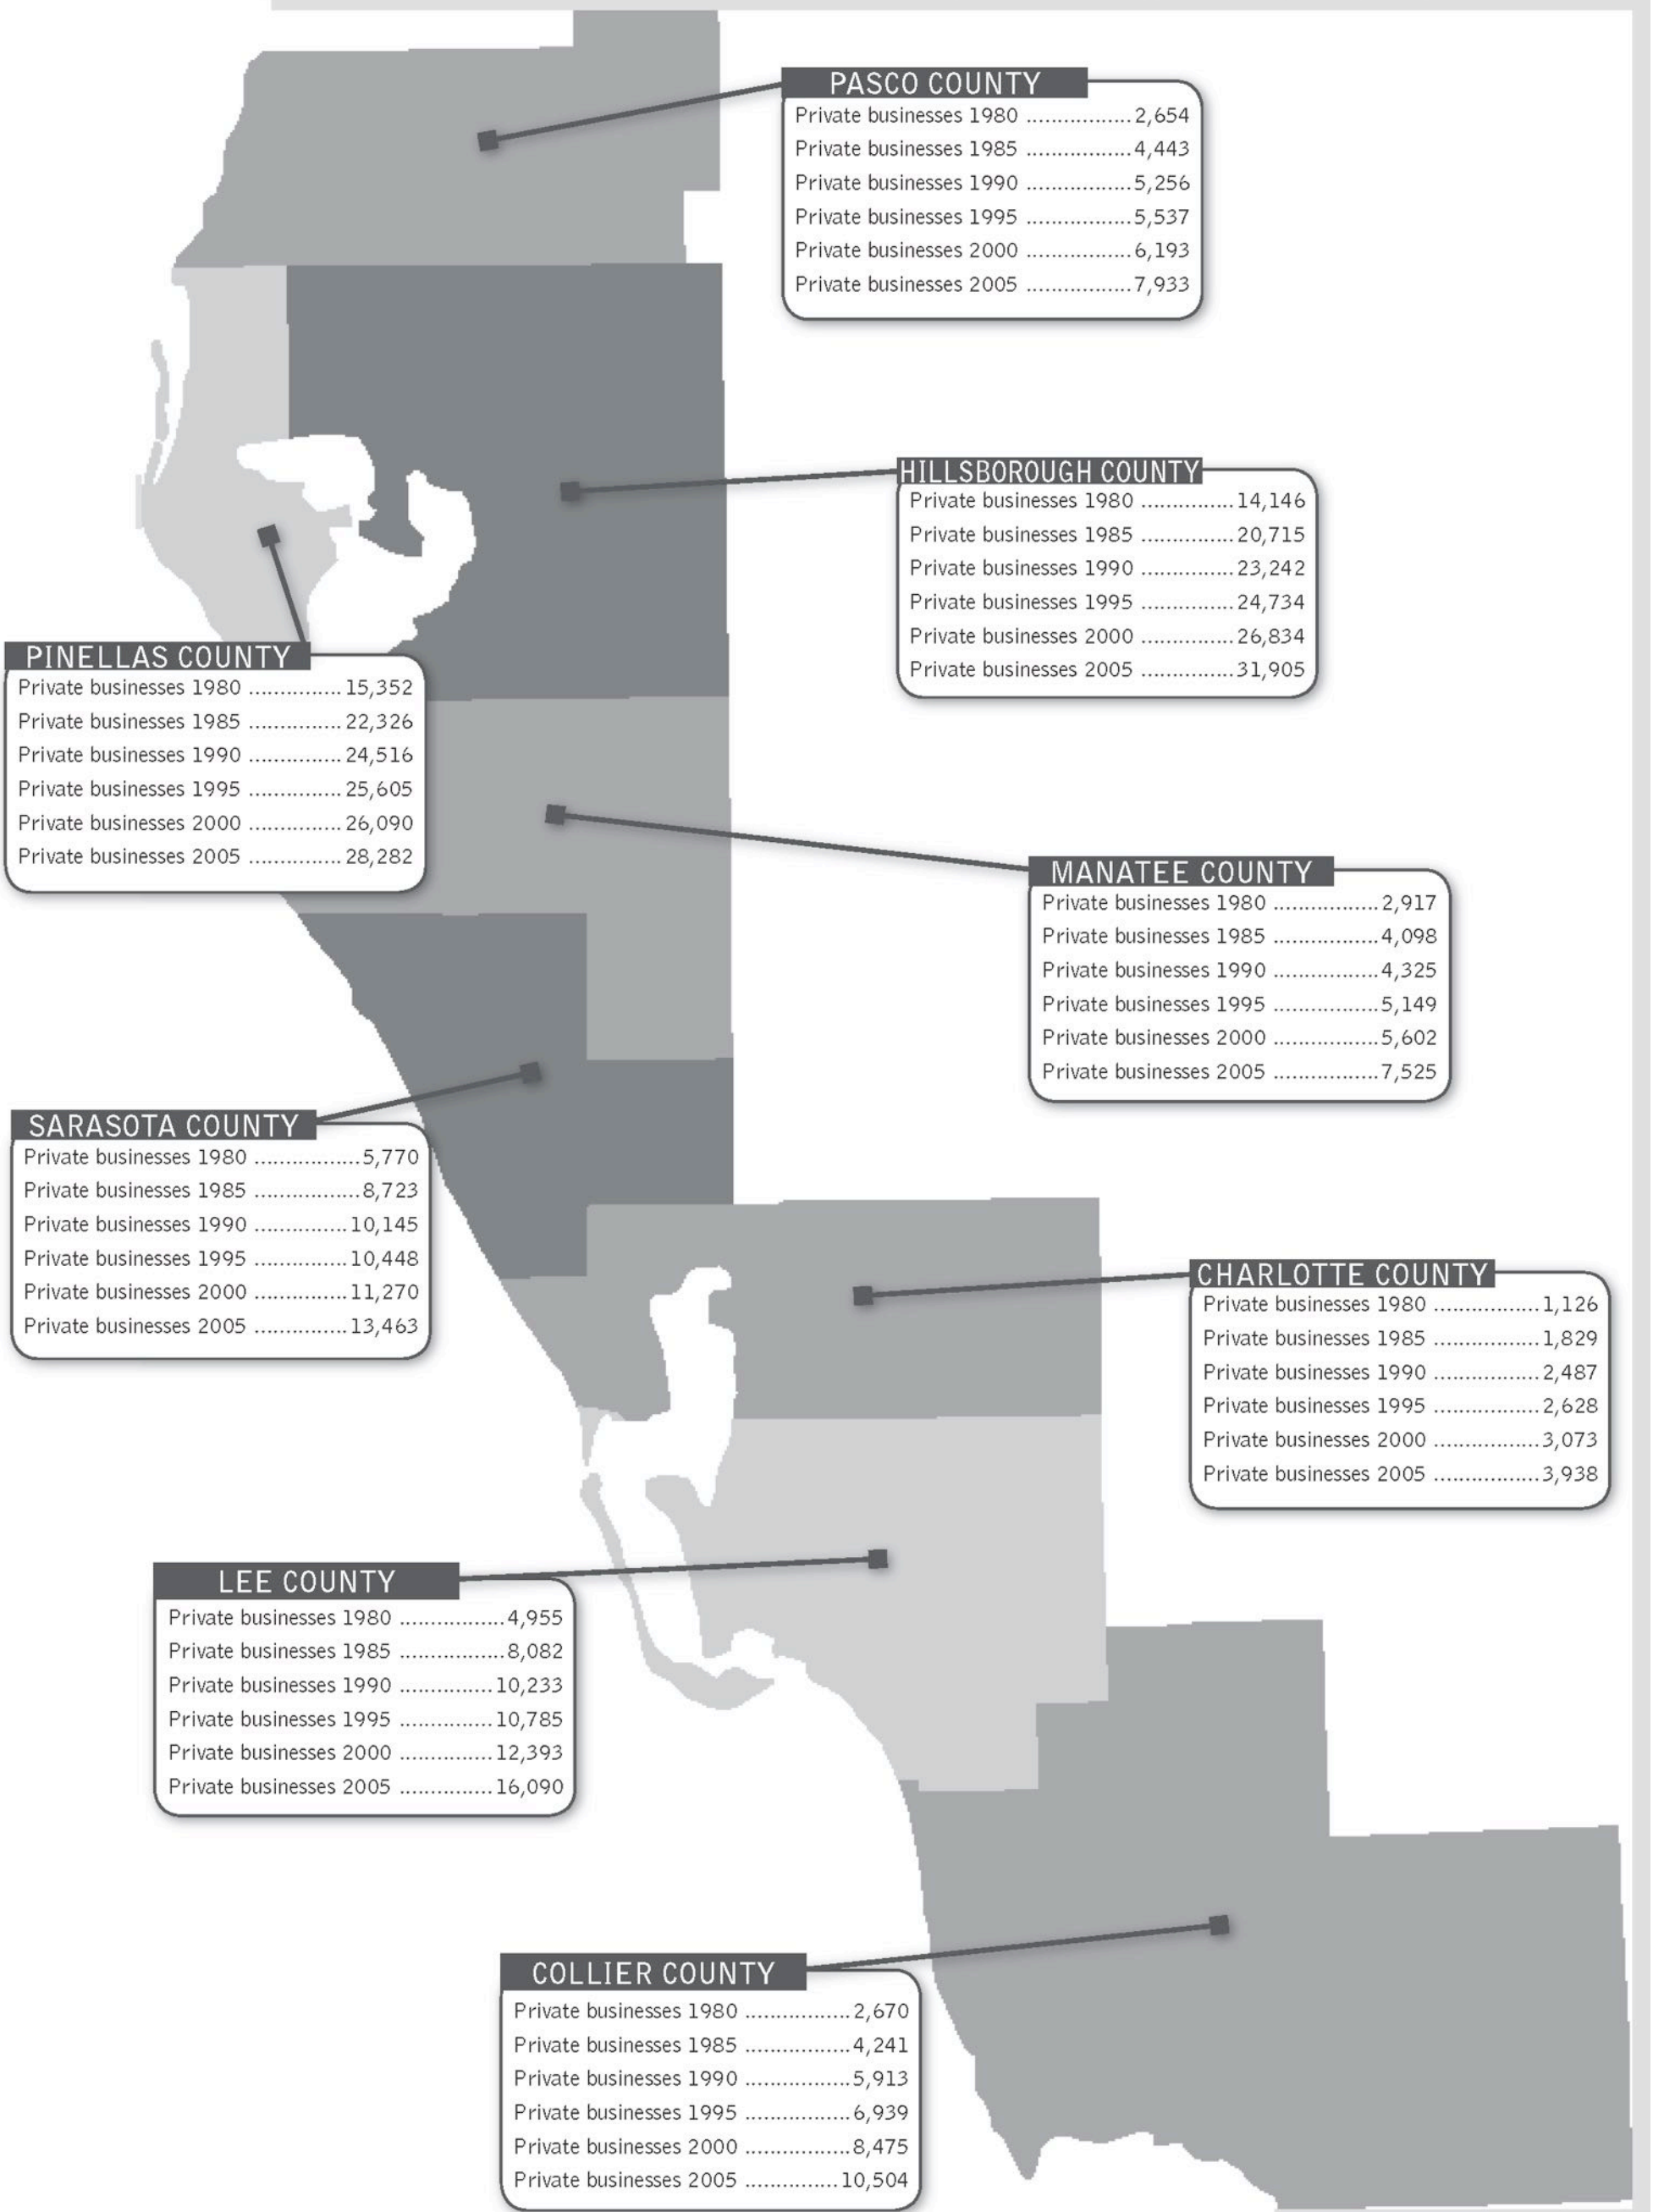 PASCO COUNTY
Private businesses 1980 .................2,654
Private businesses 1985 .................4,443
Private businesses 1990 .................5,256
Private businesses 1995 .................5,537
Private businesses 2000 .................6,193
Private businesses 2005 .................7,933
HILLSBOROUGH COUNTY
Private businesses 1980 ...............14,146
Private businesses 1985 ...............20,715
Private businesses 1990 ...............23,242
Private businesses 1995 ...............24,734
Private businesses 2000 ...............26,834
Private businesses 2005 ...............31,905
PINELLAS COUNTY
Private businesses 1980 ...............15,352
Private businesses 1985 ...............22,326
Private businesses 1990 ...............24,516
Private businesses 1995 ...............25,605
Private businesses 2000 ...............26,090
Private businesses 2005 ...............28,282
MANATEE COUNTY
Private businesses 1980 .................2,917
Private businesses 1985 .................4,098
Private businesses 1990 .................4,325
Private businesses 1995 .................5,149
Private businesses 2000 .................5,602
Private businesses 2005 .................7,525
SARASOTA COUNTY
Private businesses 1980 .................5,770
Private businesses 1985 .................8,723
Private businesses 1990 ...............10,145
Private businesses 1995 ...............10,448
Private businesses 2000 ...............11,270
Private businesses 2005 ...............13,463
CHARLOTTE COUNTY
Private businesses 1980 .................1,126
Private businesses 1985 .................1,829
Private businesses 1990 .................2,487
Private businesses 1995 .................2,628
Private businesses 2000 .................3,073
Private businesses 2005 .................3,938
LEE COUNTY
Private businesses 1980 .................4,955
Private businesses 1985 .................8,082
Private businesses 1990 ...............10,233
Private businesses 1995 ...............10,785
Private businesses 2000 ...............12,393
Private businesses 2005 ...............16,090
COLLIER COUNTY
Private businesses 1980 .................2,670
Private businesses 1985 .................4,241
Private businesses 1990 .................5,913
Private businesses 1995 .................6,939
Private businesses 2000 .................8,475
Private businesses 2005 ...............10,504